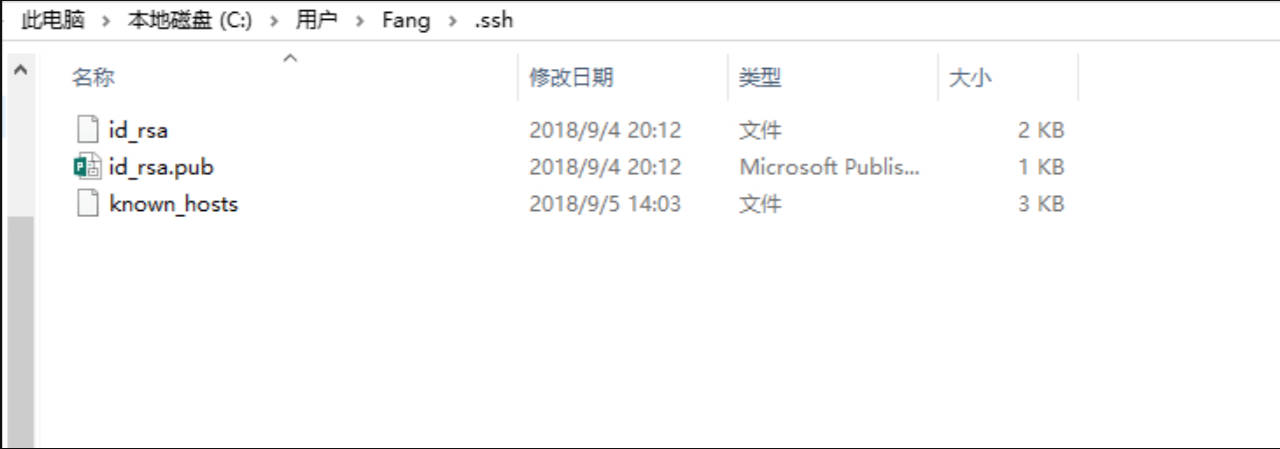 此电脑 > 本地磁盘 (C:) > 用户 > Fang > .ssh
名称 修改日期 类型 大小
id_rsa 2018/9/4 20:12 文件 2 KB
id_rsa.pub 2018/9/4 20:12 Microsoft Publis... 1 KB
known_hosts 2018/9/5 14:03 文件 3 KB